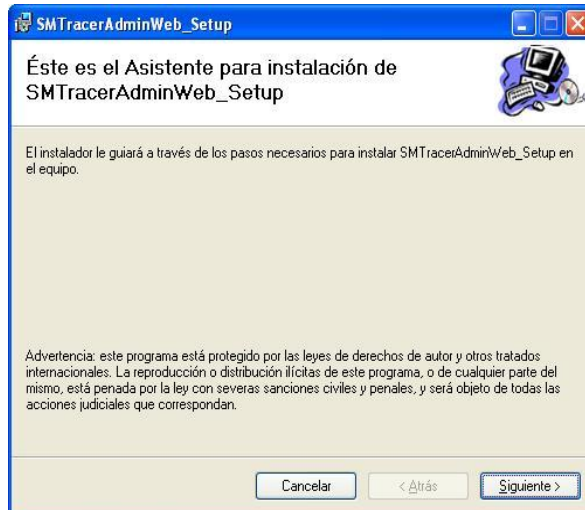 SMTracerAdminWeb_Setup
Éste es el Asistente para instalación de
SMTracerAdminWeb_Setup
El instalador le guiará a través de los pasos necesarios para instalar SMTracerAdminWeb_Setup en
el equipo.
Advertencia: este programa está protegido por las leyes de derechos de autor y otros tratados
internacionales. La reproducción o distribución ilícitas de este programa, o de cualquier parte del
mismo, está penada por la ley con severas sanciones civiles y penales, y será objeto de todas las
acciones judiciales que correspondan.
Cancelar < Atrás Siguiente >